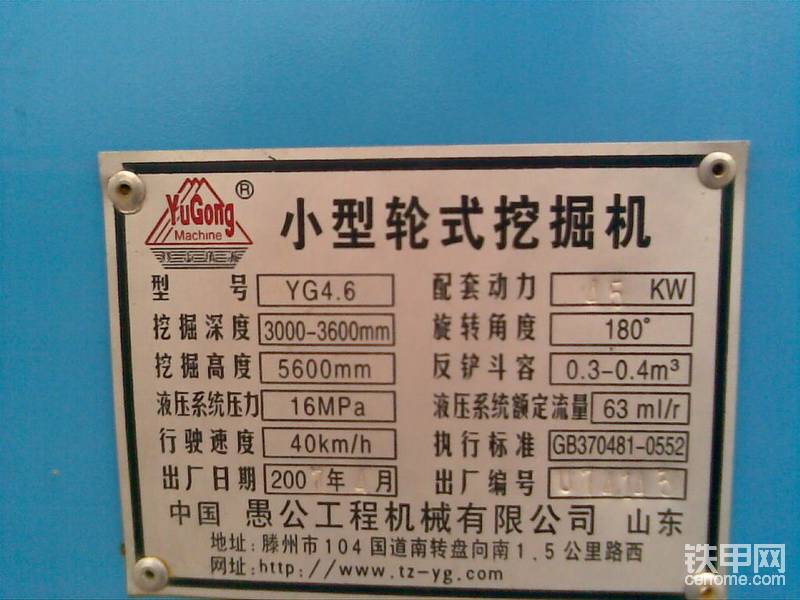 YuGong ®
Machine
小型轮式挖掘机
型号 YG4.6 配套动力 KW
挖掘深度 3000-3600mm 旋转角度 180°
挖掘高度 5600mm 反铲斗容 0.3-0.4m³
液压系统压力 16MPa 液压系统额定流量 63 ml/r
行驶速度 40km/h 执行标准 GB370481-0552
出厂日期 2007年 月 出厂编号
中国 愚公工程机械有限公司 山东
地址:滕州市104国道南转盘向南1.5公里路西
网址:http://www.tz-yg.com
铁甲网
cehome.com